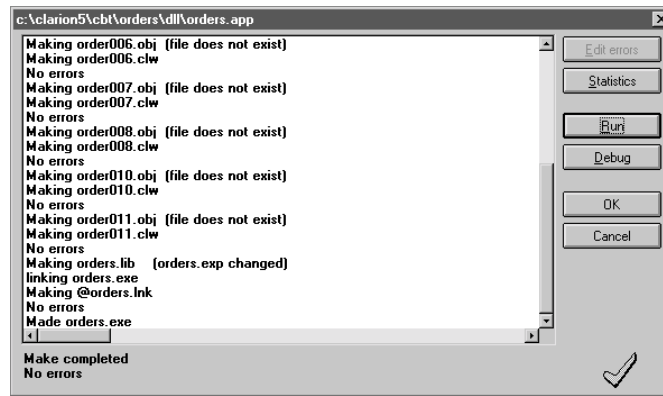 c:\clarion5\cbt\orders\dll\orders.app
Making order006.obj (file does not exist)
Making order006.clw
No errors
Making order007.obj (file does not exist)
Making order007.clw
No errors
Making order008.obj (file does not exist)
Making order008.clw
No errors
Making order010.obj (file does not exist)
Making order010.clw
No errors
Making order011.obj (file does not exist)
Making order011.clw
No errors
Making orders.lib (orders.exp changed)
linking orders.exe
Making @orders.lnk
No errors
Made orders.exe
Edit errors
Statistics
Run
Debug
OK
Cancel
Make completed
No errors